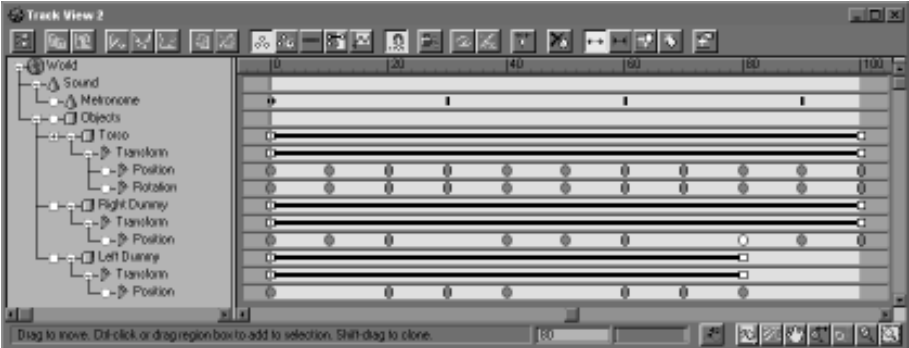 Track View 2
World
Sound
Metronome
Objects
Torso
Transform
Position
Rotation
Right Dummy
Transform
Position
Left Dummy
Transform
Position
0 20 40 60 80 100
Drag to move. Ctrl-click or drag region box to add to selection. Shift-drag to clone.
80